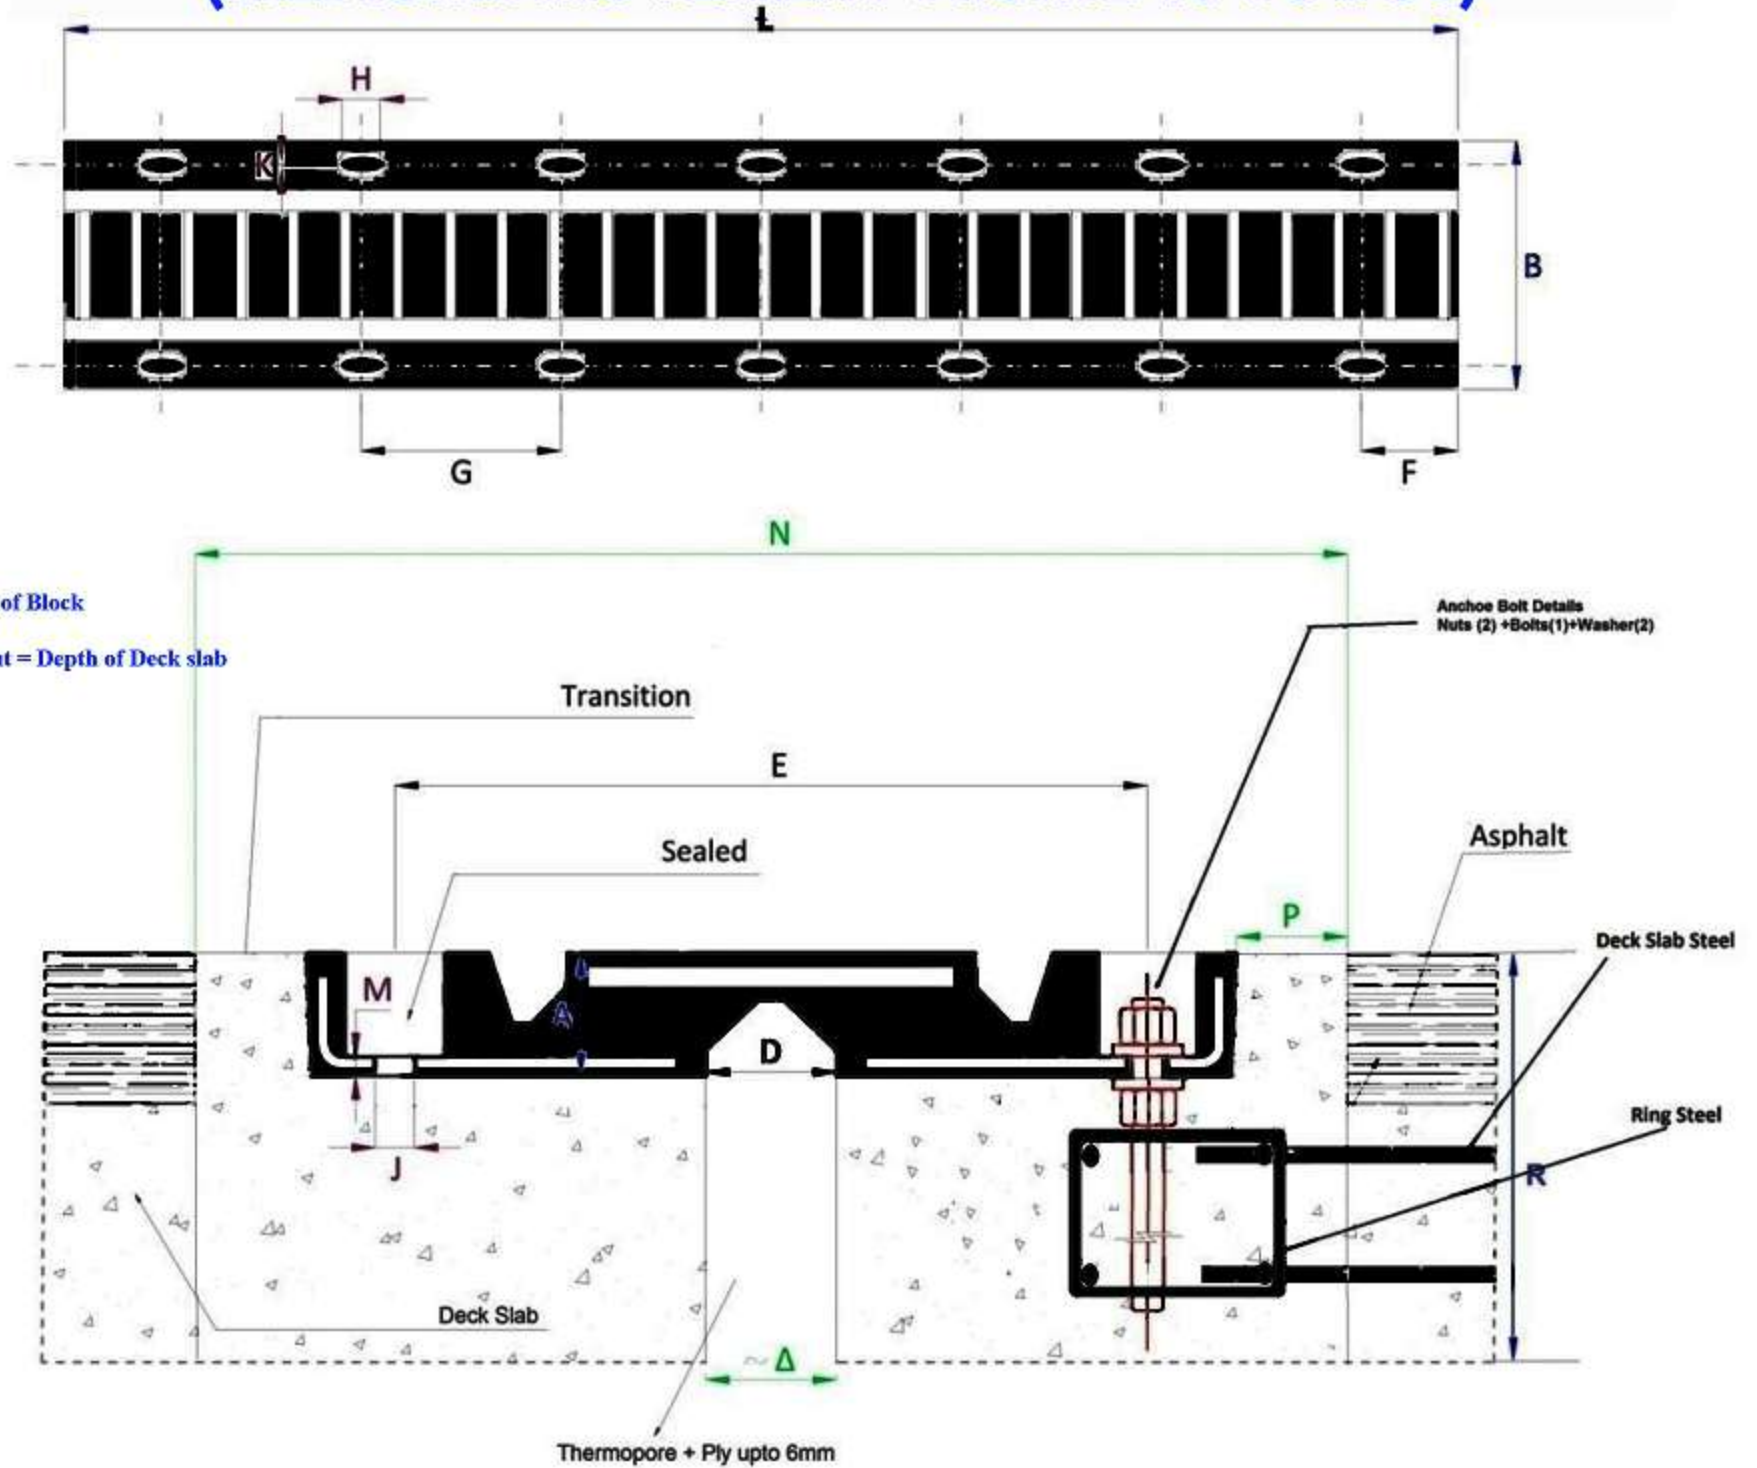 Ł
H
K
B
G
F
N
of Block
Anchoe Bolt Details
Nuts (2) +Bolts(1)+Washer(2)
= Depth of Deck slab
Transition
E
Sealed
Asphalt
P
Deck Slab Steel
M
A
D
Ring Steel
J
R
Deck Slab
~ Δ
Thermopore + Ply upto 6mm